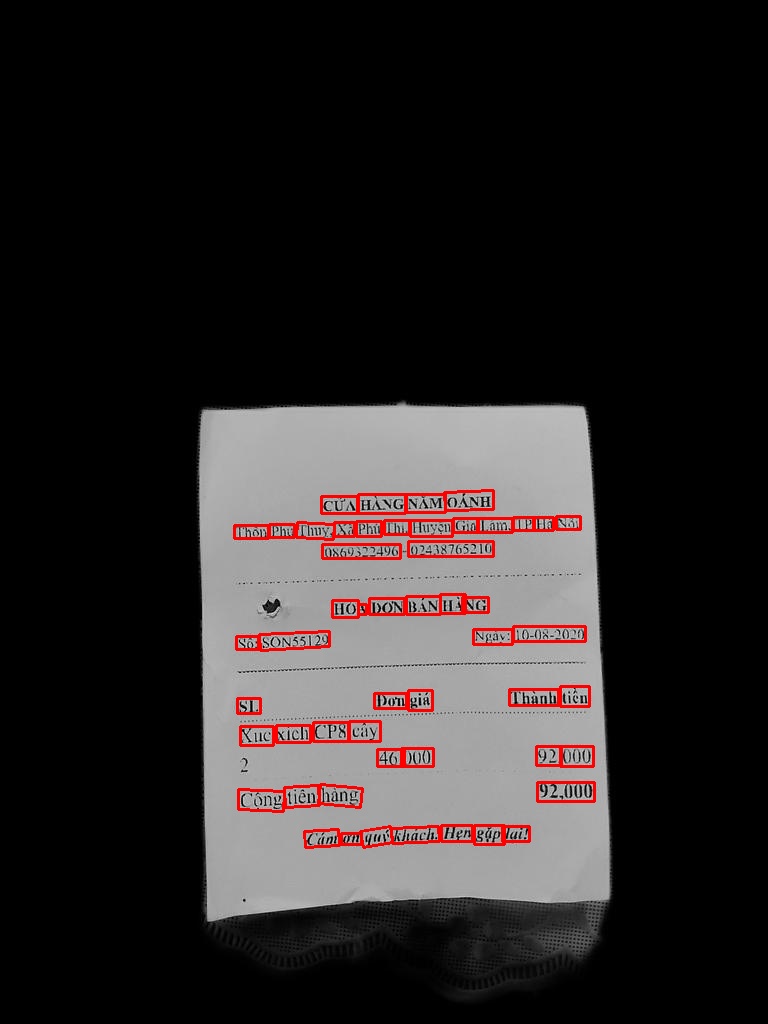 CỬA HÀNG NĂM OÁNH
Thôn Phú Thuỵ, Xã Phú Thị, Huyện Gia Lâm, TP Hà Nội
0869322496 - 02438765210
HÓA ĐƠN BÁN HÀNG
Số: SON55129 Ngày: 10-08-2020
SL Đơn giá Thành tiền
Xúc xích CP8 cây
2 46,000 92,000
Cộng tiền hàng 92,000
Cám ơn quý khách. Hẹn gặp lại!